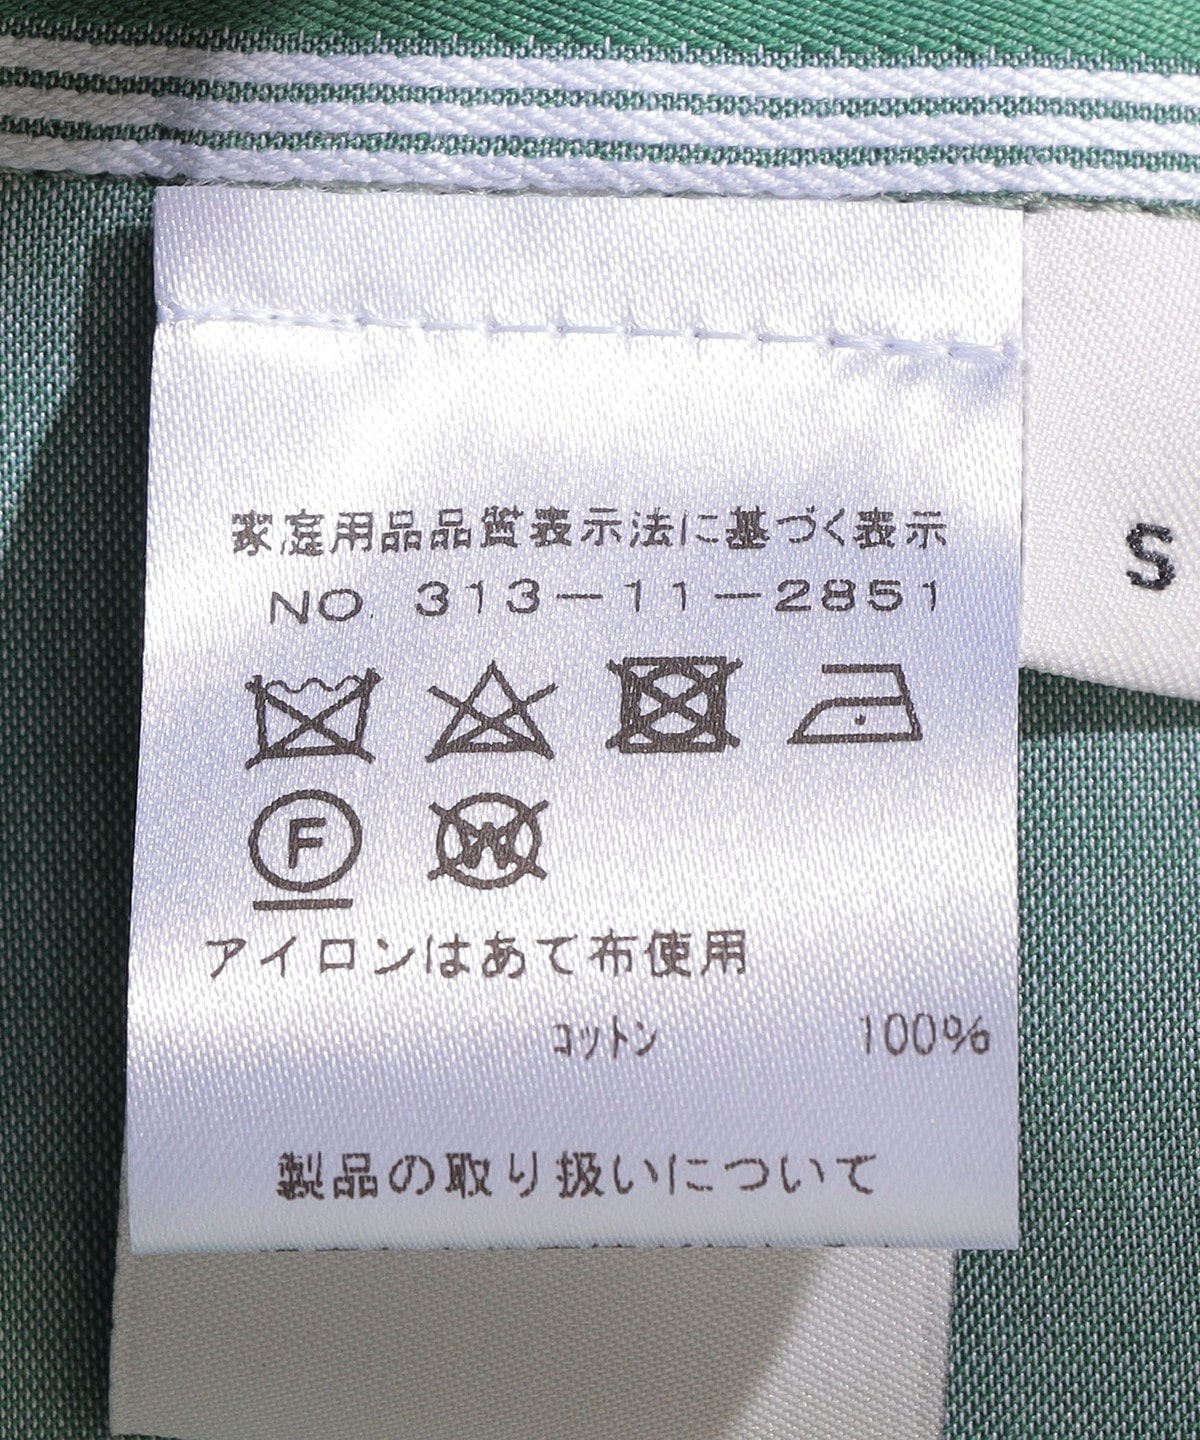 家庭用品品質表示法に基づく表示
NO. 313-11-2851
S
F W
アイロンはあて布使用
コットン 100%
製品の取り扱いについて